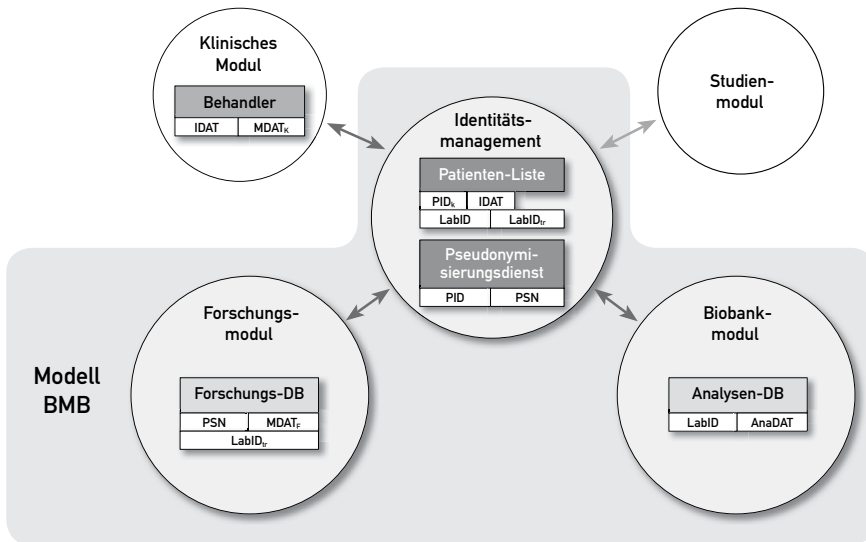 Klinisches
Modul
Behandler
IDAT MDATK
Identitäts-
management
Patienten-Liste
PIDk IDAT
LabID LabIDtr
Pseudonymi-
sierungsdienst
PID PSN
Studien-
modul
Forschungs-
modul
Forschungs-DB
PSN MDATF
LabIDtr
Biobank-
modul
Analysen-DB
LabID AnaDAT
Modell
BMB